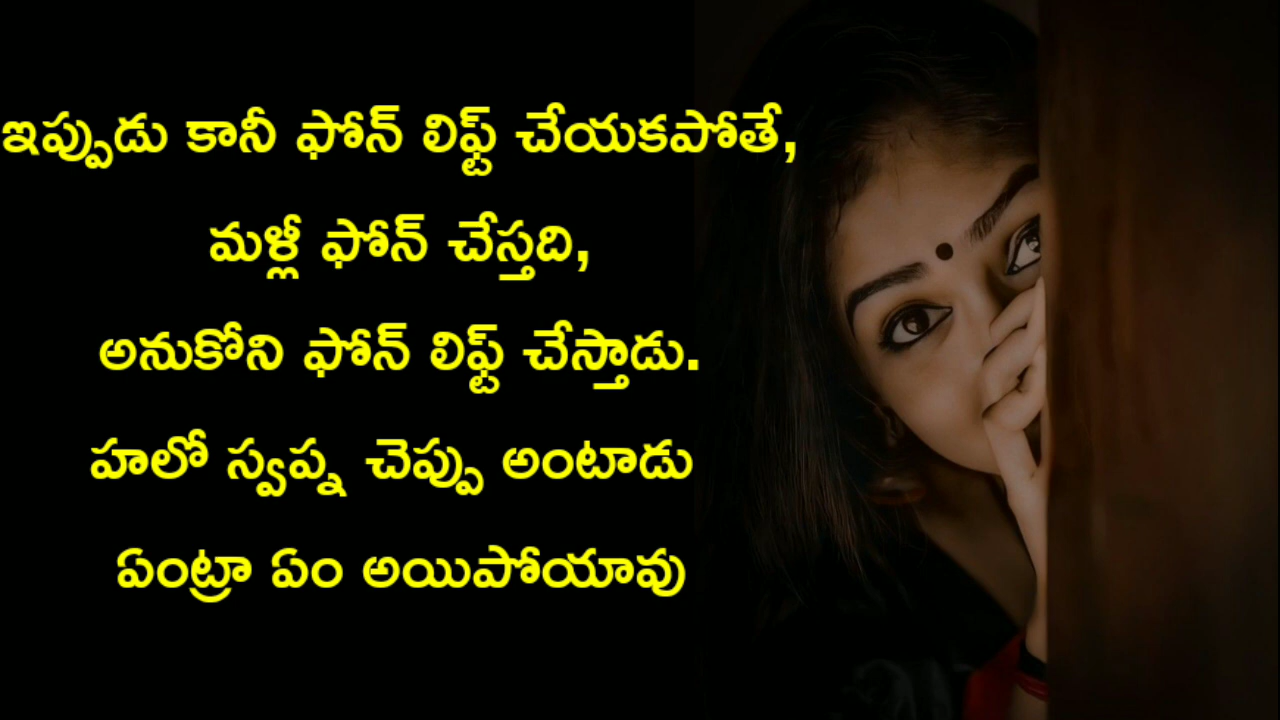 ఇప్పుడు కానీ ఫోన్ లిఫ్ట్ చేయకపోతే,
మళ్లీ ఫోన్ చేస్తది,
అనుకోని ఫోన్ లిఫ్ట్ చేస్తాడు.
హలో స్వప్న చెప్పు అంటాడు
ఏంట్రా ఏం అయిపోయావు